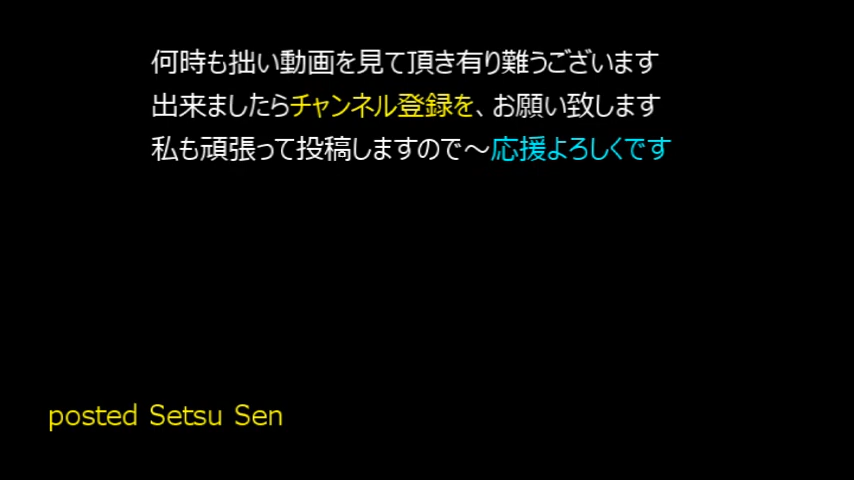 何時も拙い動画を見て頂き有り難うございます
出来ましたらチャンネル登録を、お願い致します
私も頑張って投稿しますので～応援よろしくです
posted Setsu Sen